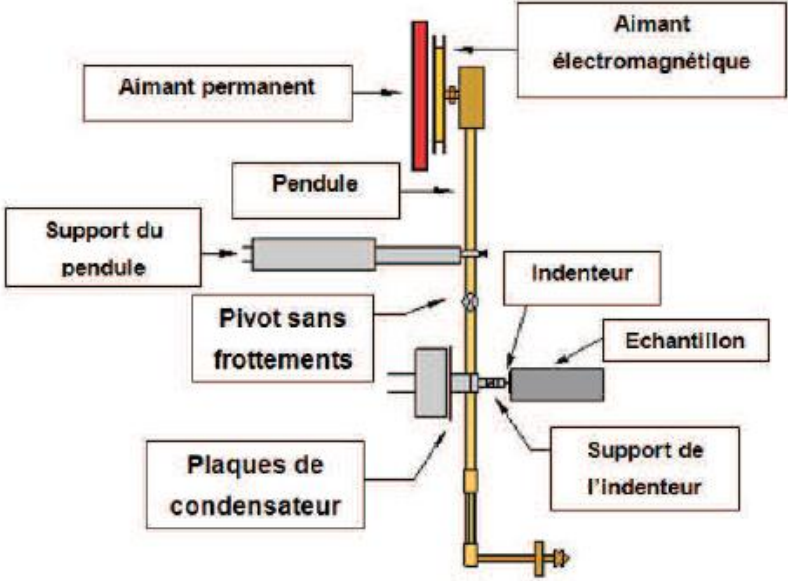 Aimant
électromagnétique
Aimant permanent
Pendule
Support du
pendule
Indenteur
Pivot sans
frottements
Echantillon
Plaques de
condensateur
Support de
l'indenteur